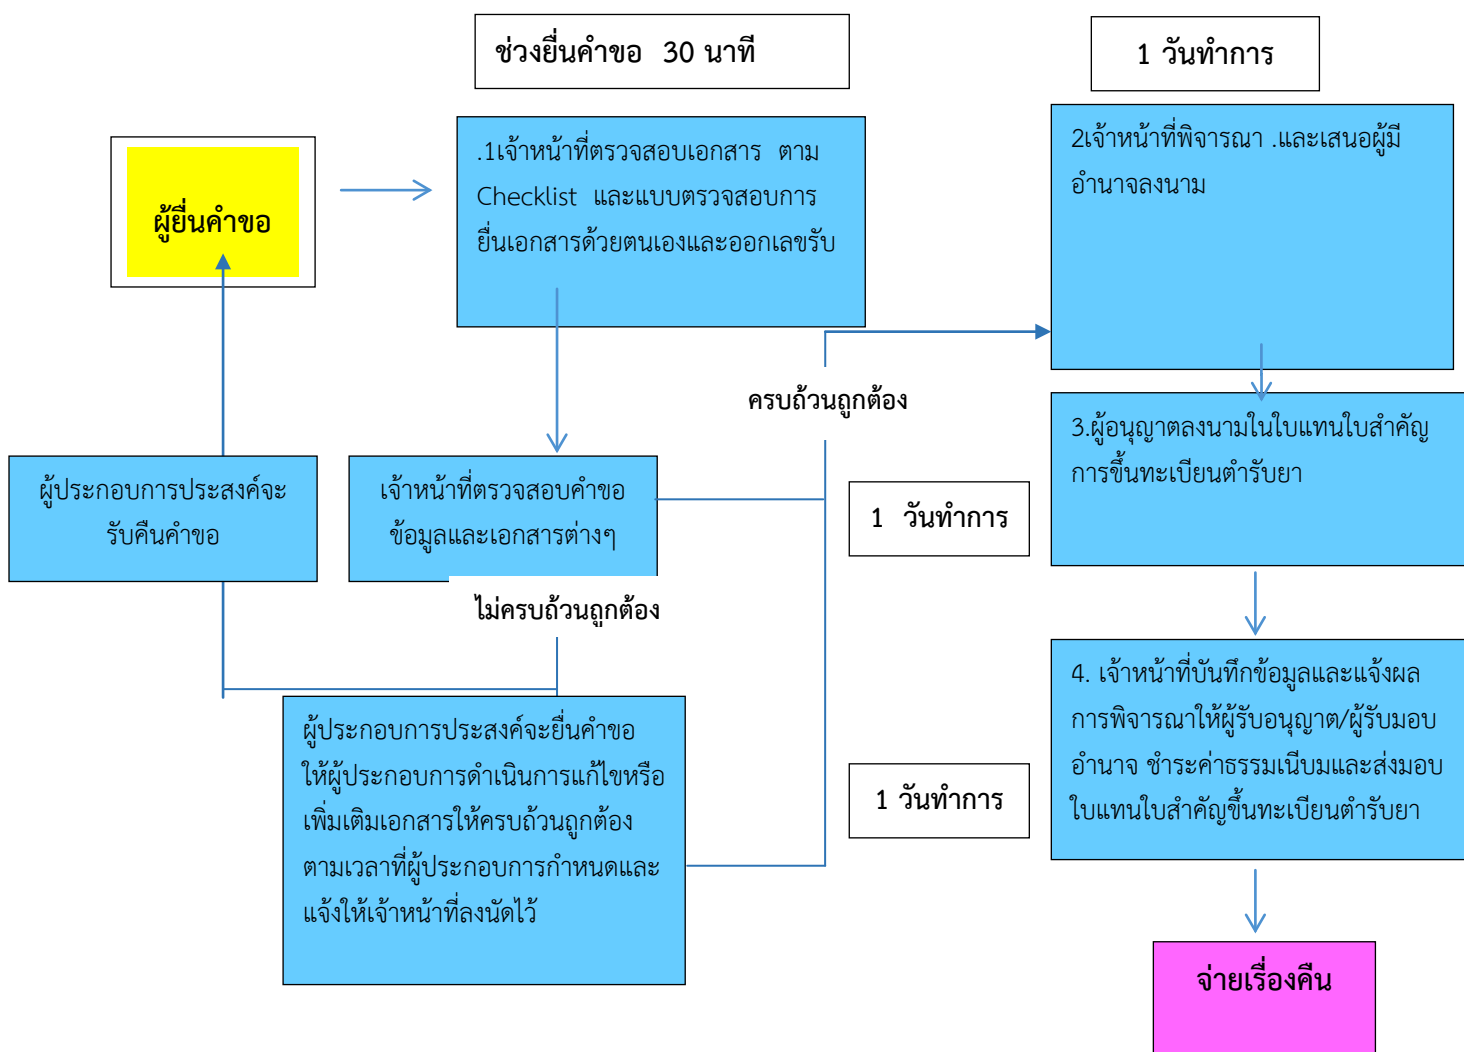 ช่วงยื่นคำขอ 30 นาที
1 วันทำการ
ผู้ยื่นคำขอ
.1เจ้าหน้าที่ตรวจสอบเอกสาร ตาม
Checklist และแบบตรวจสอบการ
ยื่นเอกสารด้วยตนเองและออกเลขรับ
2เจ้าหน้าที่พิจารณา .และเสนอผู้มี
อำนาจลงนาม
ครบถ้วนถูกต้อง
3.ผู้อนุญาตลงนามในใบแทนใบสำคัญ
การขึ้นทะเบียนตำรับยา
ผู้ประกอบการประสงค์จะ
รับคืนคำขอ
เจ้าหน้าที่ตรวจสอบคำขอ
ข้อมูลและเอกสารต่างๆ
1 วันทำการ
ไม่ครบถ้วนถูกต้อง
4. เจ้าหน้าที่บันทึกข้อมูลและแจ้งผล
การพิจารณาให้ผู้รับอนุญาต/ผู้รับมอบ
อำนาจ ชำระค่าธรรมเนีบมและส่งมอบ
ใบแทนใบสำคัญขึ้นทะเบียนตำรับยา
ผู้ประกอบการประสงค์จะยื่นคำขอ
ให้ผู้ประกอบการดำเนินการแก้ไขหรือ
เพิ่มเติมเอกสารให้ครบถ้วนถูกต้อง
ตามเวลาที่ผู้ประกอบการกำหนดและ
แจ้งให้เจ้าหน้าที่ลงนัดไว้
1 วันทำการ
จ่ายเรื่องคืน